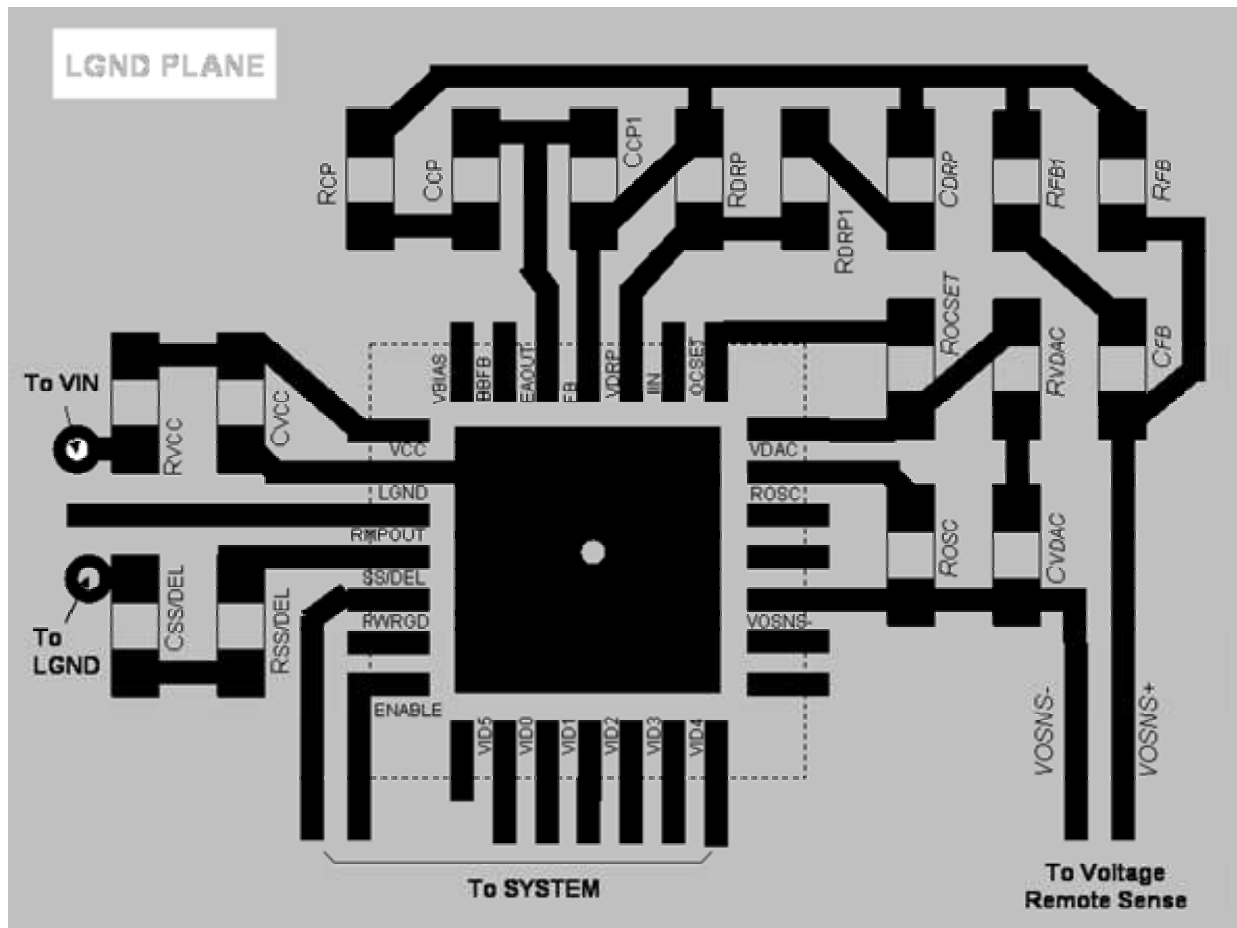 LGND PLANE
RCP
CCP
CCP1
RDRP
RDRP1
CDRP
RFB1
RFB
ROCSET
RVDAC
CFB
To VIN
RVCC
CVCC
VBIAS
BBFB
EAOUT
FB
VDRP
IIN
OCSET
VCC
LGND
RMPOUT
SS/DEL
PWRGD
ENABLE
VDAC
ROSC
VOSNS-
ROSC
CVDAC
To
LGND
CSS/DEL
RSS/DEL
VID5
VID0
VID1
VID2
VID3
VID4
VOSNS-
VOSNS+
To SYSTEM
To Voltage
Remote Sense